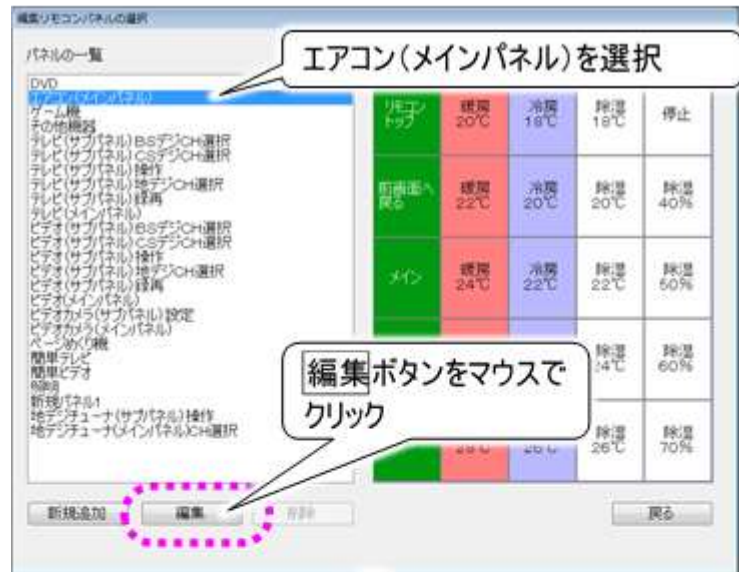 編集リモコンパネルの選択
パネルの一覧
エアコン(メインパネル)を選択
DVD
エアコン(メインパネル)
ゲーム機
その他機器
テレビ(サブパネル)BSデジCH選択
テレビ(サブパネル)CSデジCH選択
テレビ(サブパネル)操作
テレビ(サブパネル)地デジCH選択
テレビ(サブパネル)録再
テレビ(メインパネル)
ビデオ(サブパネル)BSデジCH選択
ビデオ(サブパネル)CSデジCH選択
ビデオ(サブパネル)操作
ビデオ(サブパネル)地デジCH選択
ビデオ(サブパネル)録再
ビデオ(メインパネル)
ビデオカメラ(サブパネル)設定
ビデオカメラ(メインパネル)
ページめくり機
簡単テレビ
簡単ビデオ
照明
新規パネル1
地デジチューナ(サブパネル)操作
地デジチューナ(メインパネル)CH選択
リモコントップ 暖房20℃ 冷房18℃ 除湿18℃ 停止
前画面へ戻る 暖房22℃ 冷房20℃ 除湿20℃ 除湿40%
メイン 暖房24℃ 冷房22℃ 除湿22℃ 除湿50%
除湿 除湿60%
26℃ 除湿26℃ 除湿70%
編集ボタンをマウスで
クリック
新規追加 編集 削除 戻る